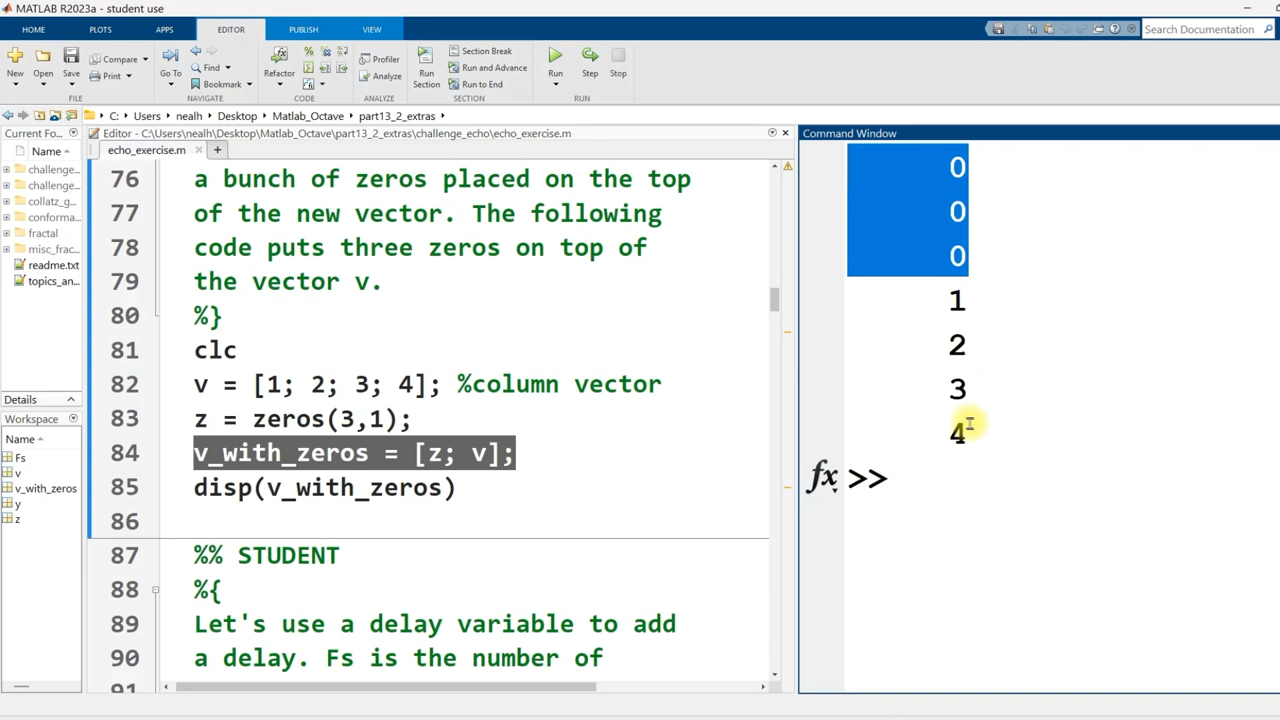 MATLAB R2023a - student use
HOME PLOTS APPS EDITOR PUBLISH VIEW
Search Documentation
New Open Save Compare Print
Go To Find Bookmark
Refactor
Profiler Analyze
Run Section
Section Break
Run and Advance
Run to End
Run Step Stop
FILE NAVIGATE CODE ANALYZE SECTION RUN
C: Users nealh Desktop Matlab_Octave part13_2_extras
Current Fo...
Name
challenge...
challenge...
collatz_g...
conforma...
fractal
misc_frac...
readme.txt
topics_an...
Details
Workspace
Name
Fs
v
v_with_zeros
y
z
Editor - C:\Users\nealh\Desktop\Matlab_Octave\part13_2_extras\challenge_echo\echo_exercise.m
echo_exercise.m +
76 a bunch of zeros placed on the top
77 of the new vector. The following
78 code puts three zeros on top of
79 the vector v.
80 %}
81 clc
82 v = [1; 2; 3; 4]; %column vector
83 z = zeros(3,1);
84 v_with_zeros = [z; v];
85 disp(v_with_zeros)
86
87 %% STUDENT
88 %{
89 Let's use a delay variable to add
90 a delay. Fs is the number of
91
Command Window
0
0
0
1
2
3
4
fx >>